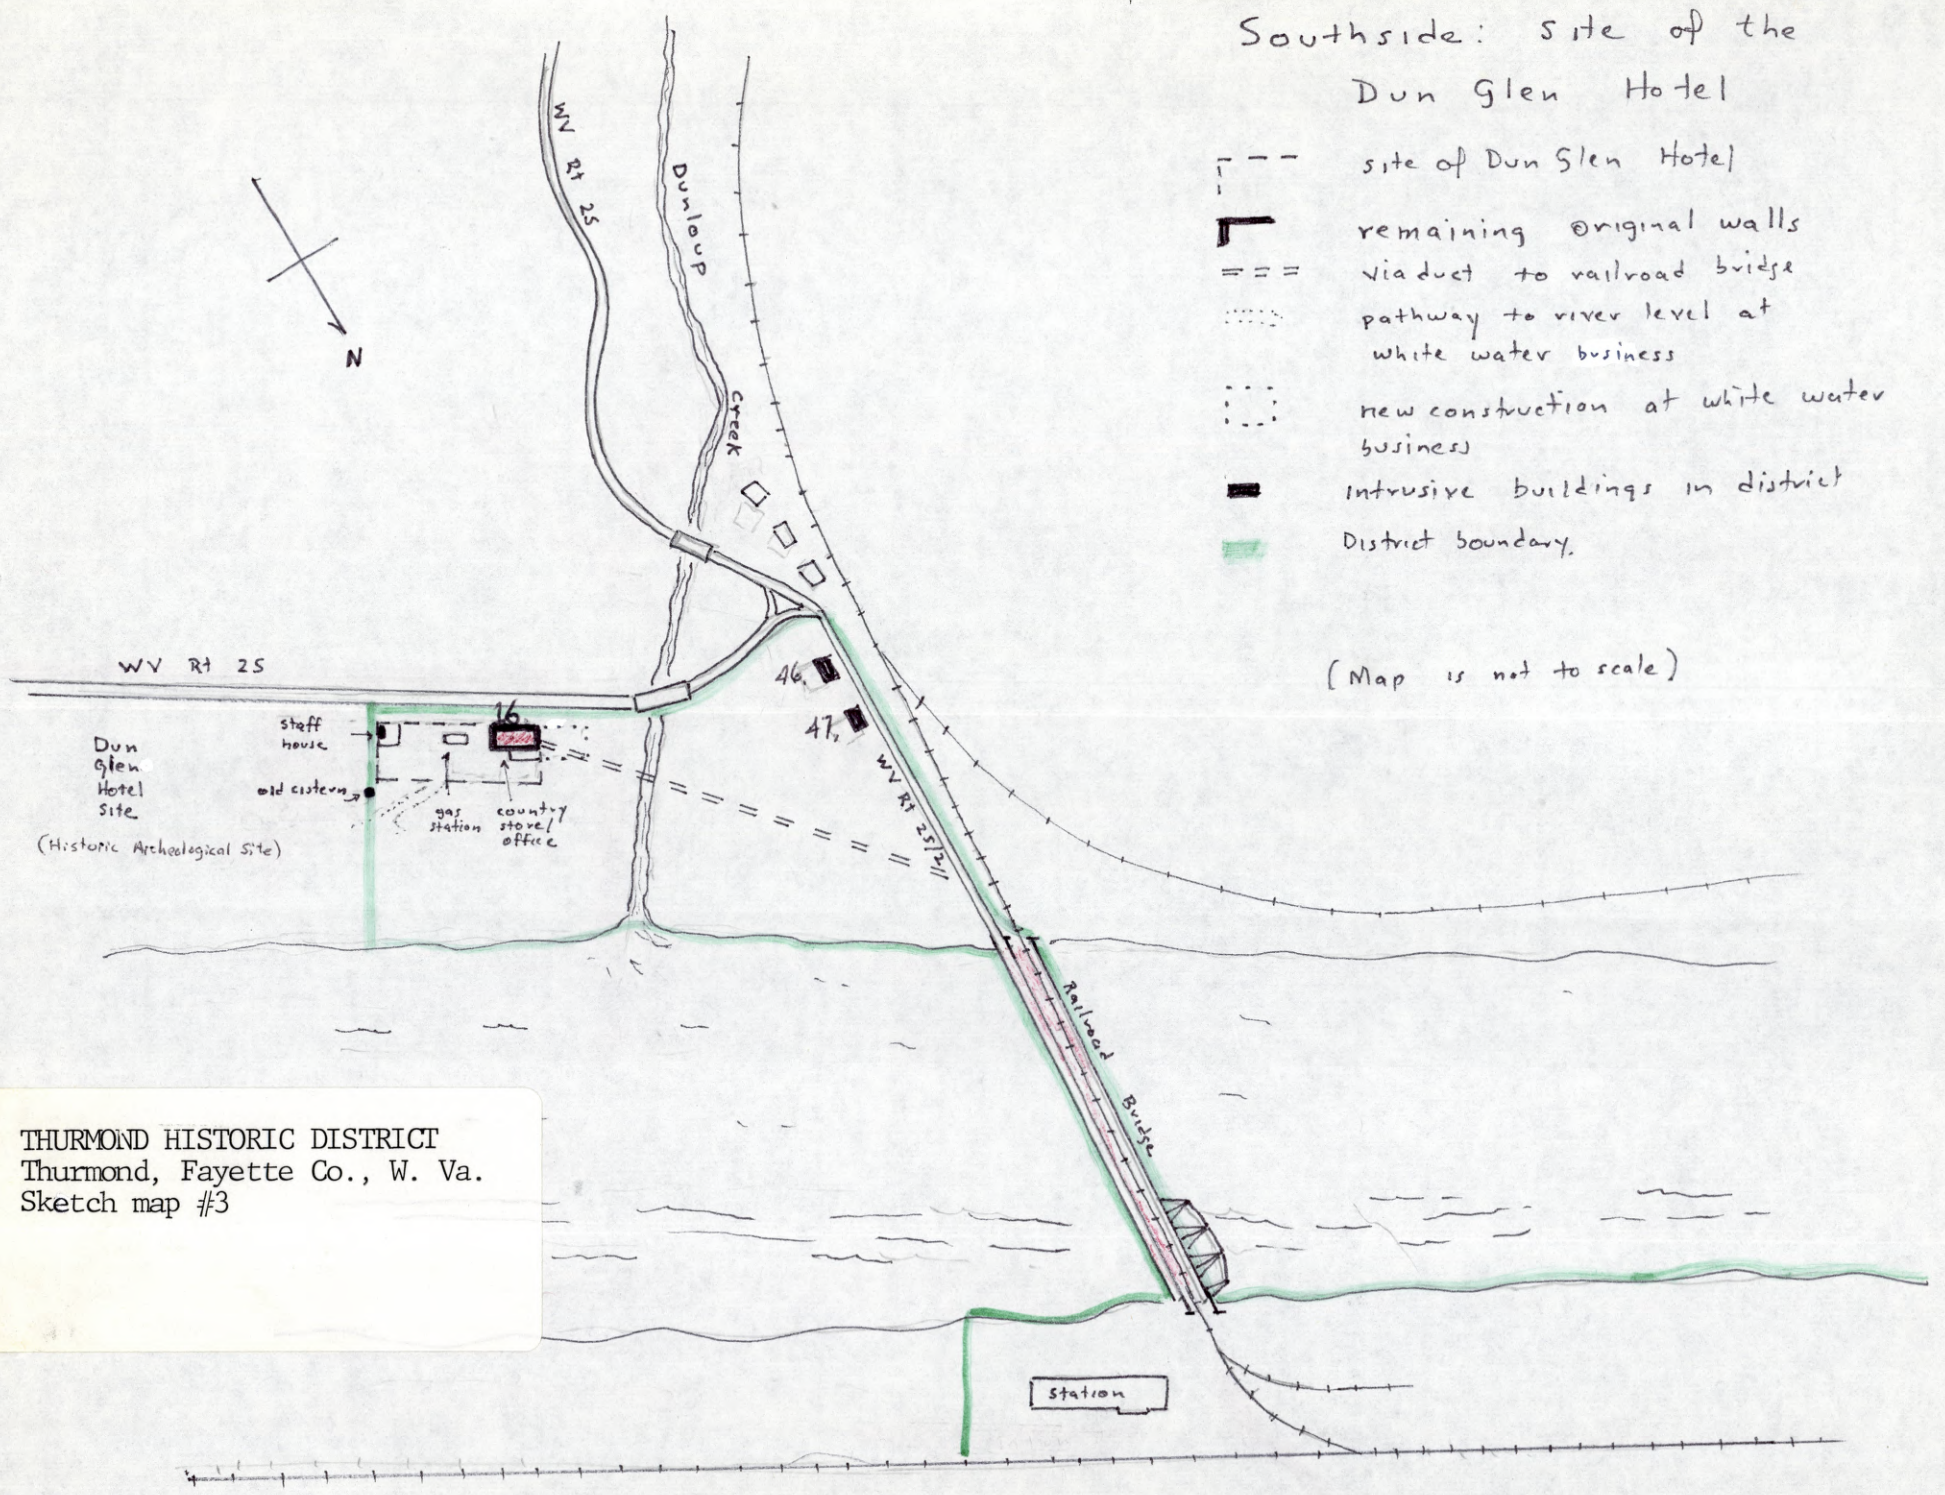 Southside: site of the
Dun Glen Hotel
site of Dun Glen Hotel
remaining original walls
viaduct to railroad bridge
pathway to river level at
white water business
new construction at white water
business
Intrusive buildings in district
District boundary.
(Map is not to scale)
WV Rt 25
Dunloup
Creek
N
WV Rt 25
46.
47.
16
staff
house
Dun
Glen
Hotel
Site
(Historic Archeological Site)
old cistern
gas
station
country
store/
office
WV Rt 25/2
Railroad
Bridge
THURMOND HISTORIC DISTRICT
Thurmond, Fayette Co., W. Va.
Sketch map #3
Station